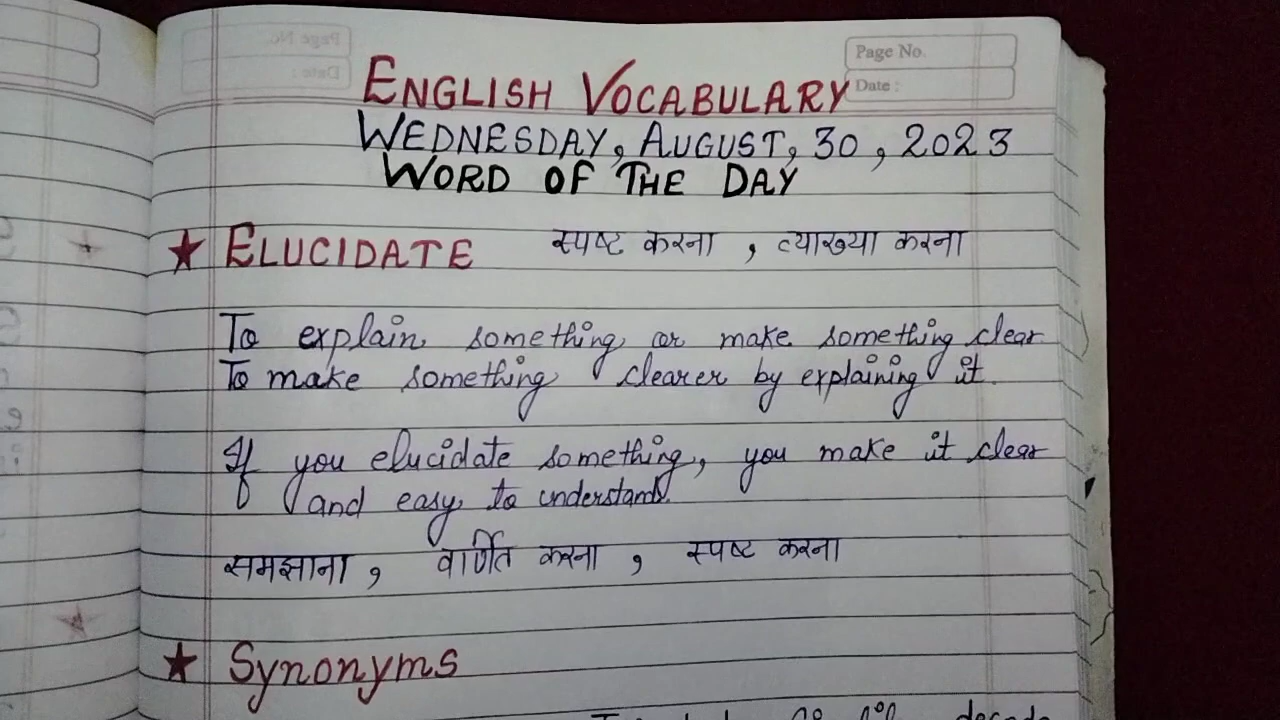 Page No.
Date :
ENGLISH VOCABULARY
WEDNESDAY, AUGUST, 30, 2023
WORD OF THE DAY
★ ELUCIDATE स्पष्ट करना , व्याख्या करना
To explain something or make something clear
To make something clearer by explaining it.
If you elucidate something, you make it clear
and easy to understand.
समझाना , वर्णित करना , स्पष्ट करना
★ Synonyms